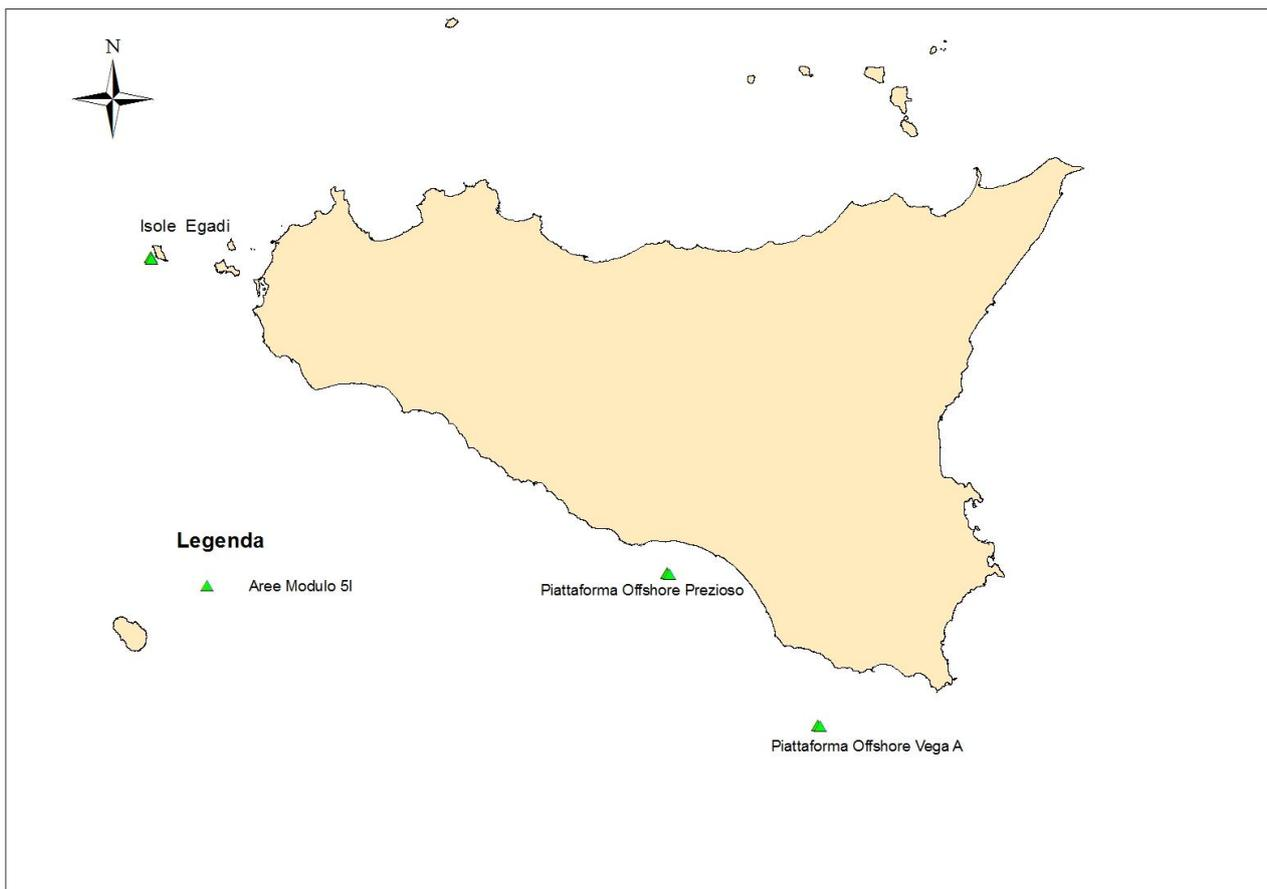 N
Isole Egadi
Legenda
Aree Modulo 5I
Piattaforma Offshore Prezioso
Piattaforma Offshore Vega A